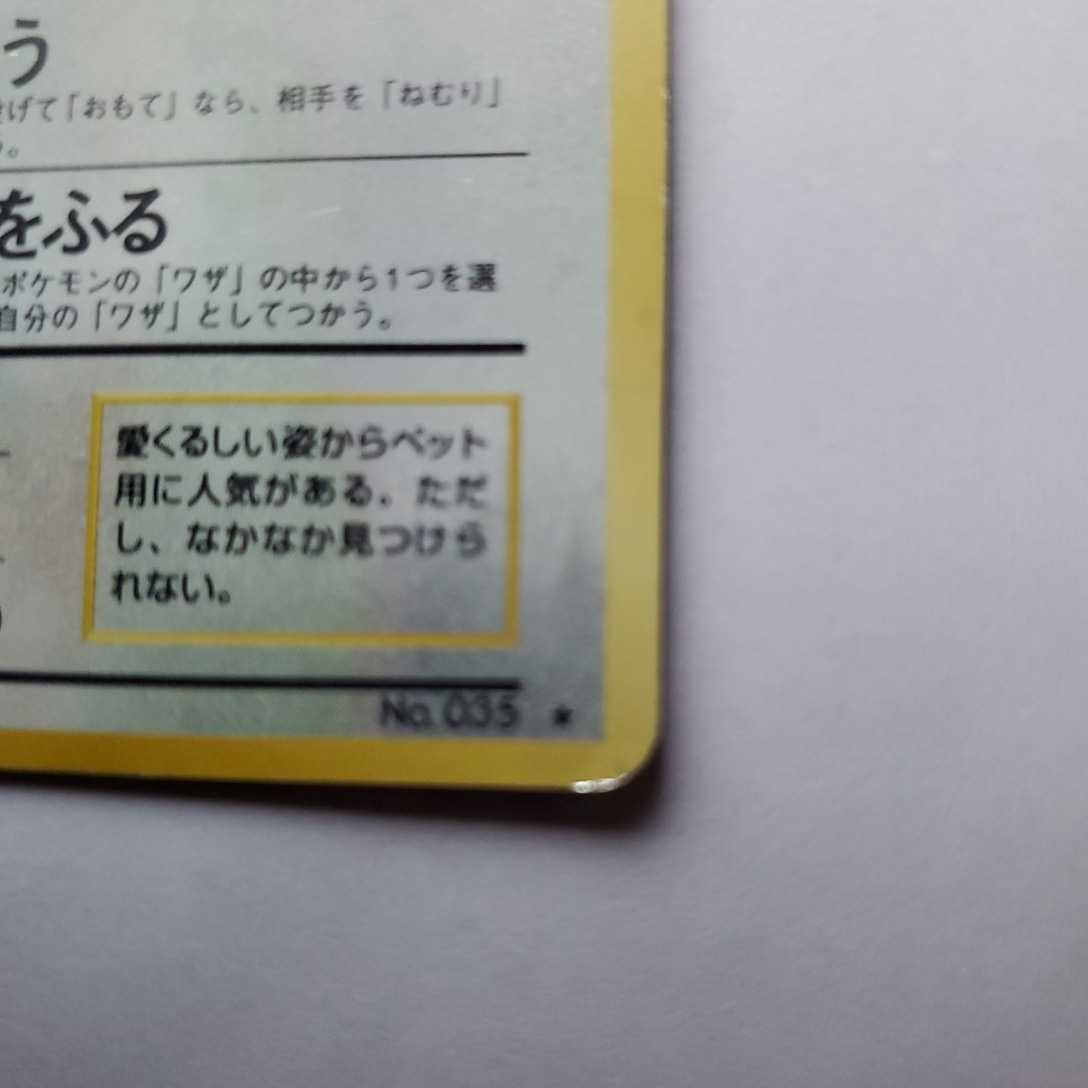 う
げて「おもて」なら、相手を「ねむり」
。
をふる
ポケモンの「ワザ」の中から1つを選
自分の「ワザ」としてつかう。
愛くるしい姿からペット
用に人気がある。ただ
し、なかなか見つけら
れない。
No.035 ★